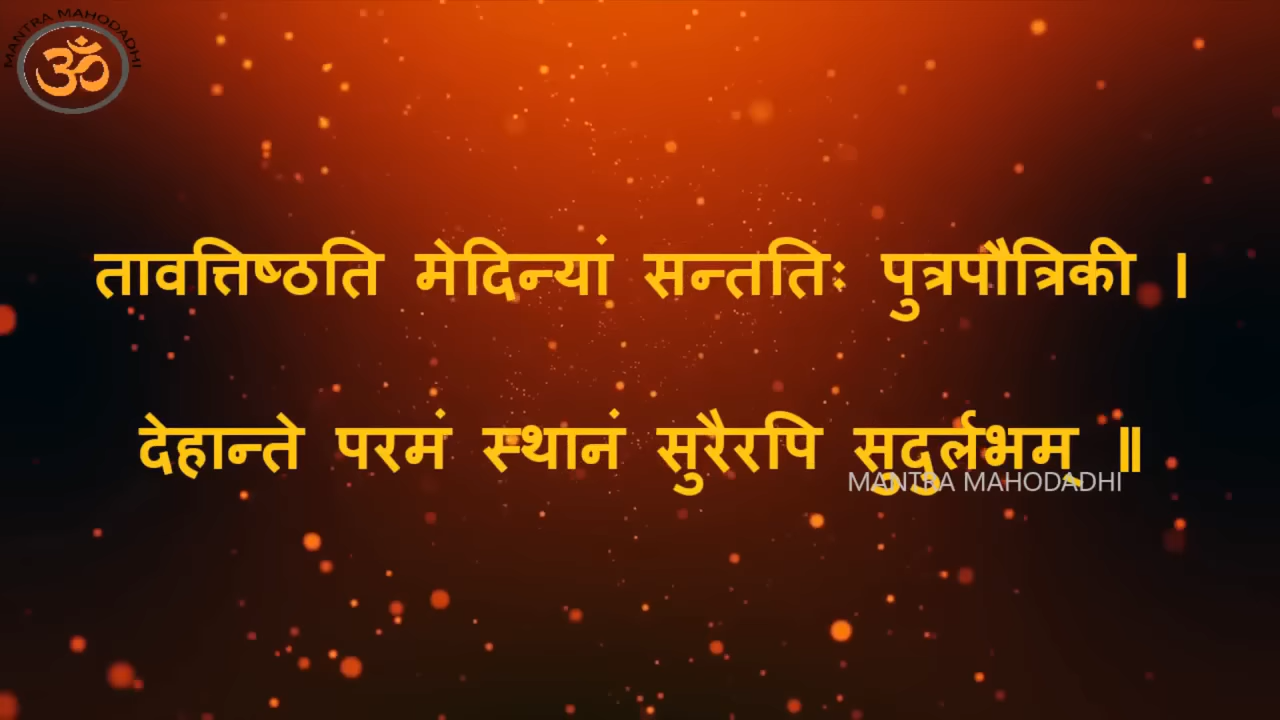 MANTRA MAHODADHI
ॐ
तावत्तिष्ठति मेदिन्यां सन्ततिः पुत्रपौत्रिकी ।
देहान्ते परमं स्थानं सुरैरपि सुदुर्लभम् ॥
MANTRA MAHODADHI